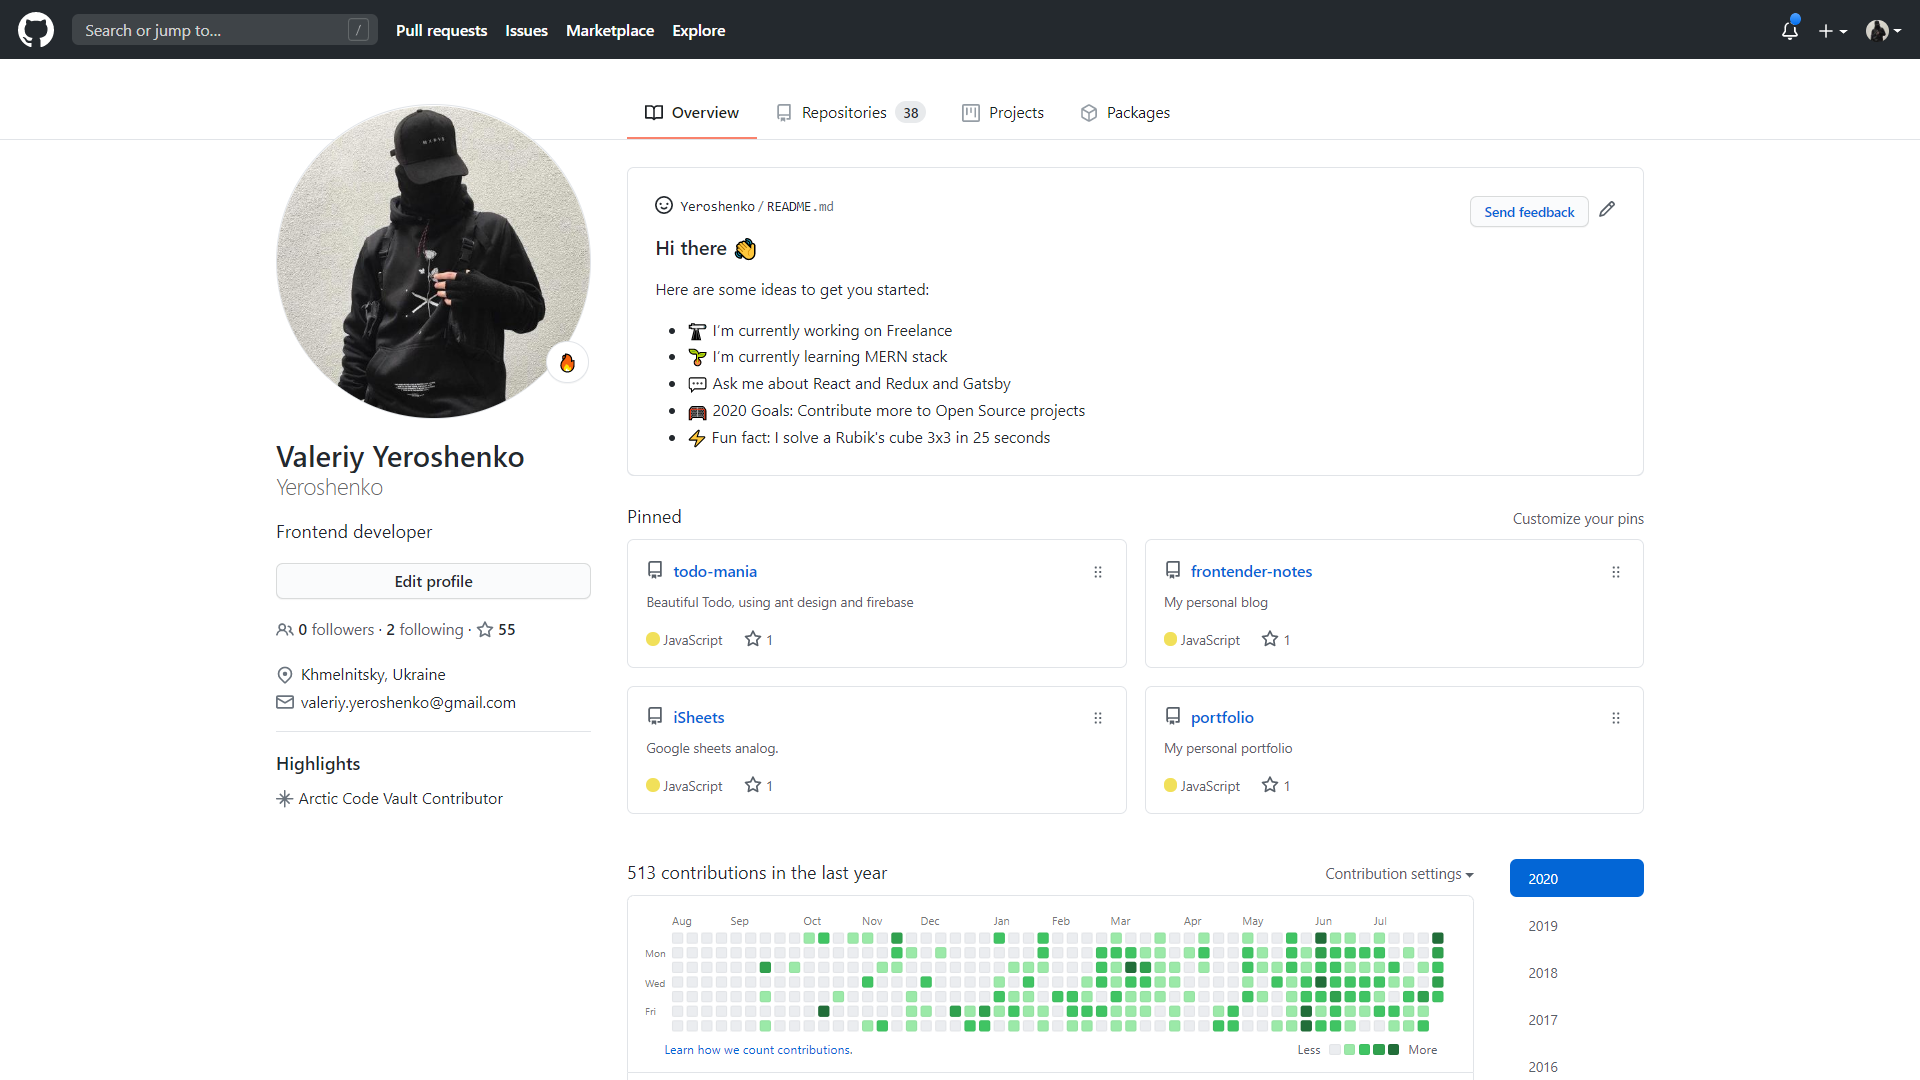 Search or jump to... /
Pull requests
Issues
Marketplace
Explore
Overview
Repositories 38
Projects
Packages
Valeriy Yeroshenko
Yeroshenko
Frontend developer
Edit profile
0 followers · 2 following · 55
Khmelnitsky, Ukraine
valeriy.yeroshenko@gmail.com
Highlights
Arctic Code Vault Contributor
Yeroshenko/README.md
Send feedback
Hi there 👋
Here are some ideas to get you started:
I'm currently working on Freelance
🌱 I'm currently learning MERN stack
💬 Ask me about React and Redux and Gatsby
2020 Goals: Contribute more to Open Source projects
⚡ Fun fact: I solve a Rubik's cube 3x3 in 25 seconds
Pinned
Customize your pins
todo-mania
Beautiful Todo, using ant design and firebase
JavaScript 1
frontender-notes
My personal blog
JavaScript 1
iSheets
Google sheets analog.
JavaScript 1
portfolio
My personal portfolio
JavaScript 1
513 contributions in the last year
Contribution settings
Aug Sep Oct Nov Dec Jan Feb Mar Apr May Jun Jul
Mon
Wed
Fri
Learn how we count contributions.
Less More
2020
2019
2018
2017
2016